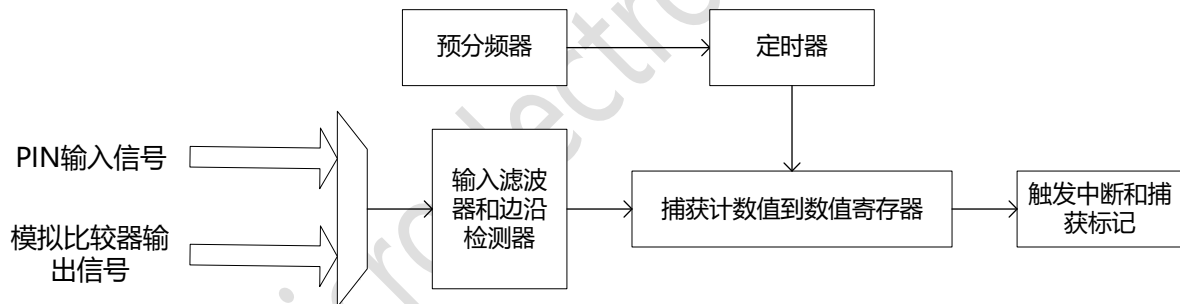 预分频器
定时器
PIN输入信号
模拟比较器输
出信号
输入滤波
器和边沿
检测器
捕获计数值到数值寄存器
触发中断和捕
获标记